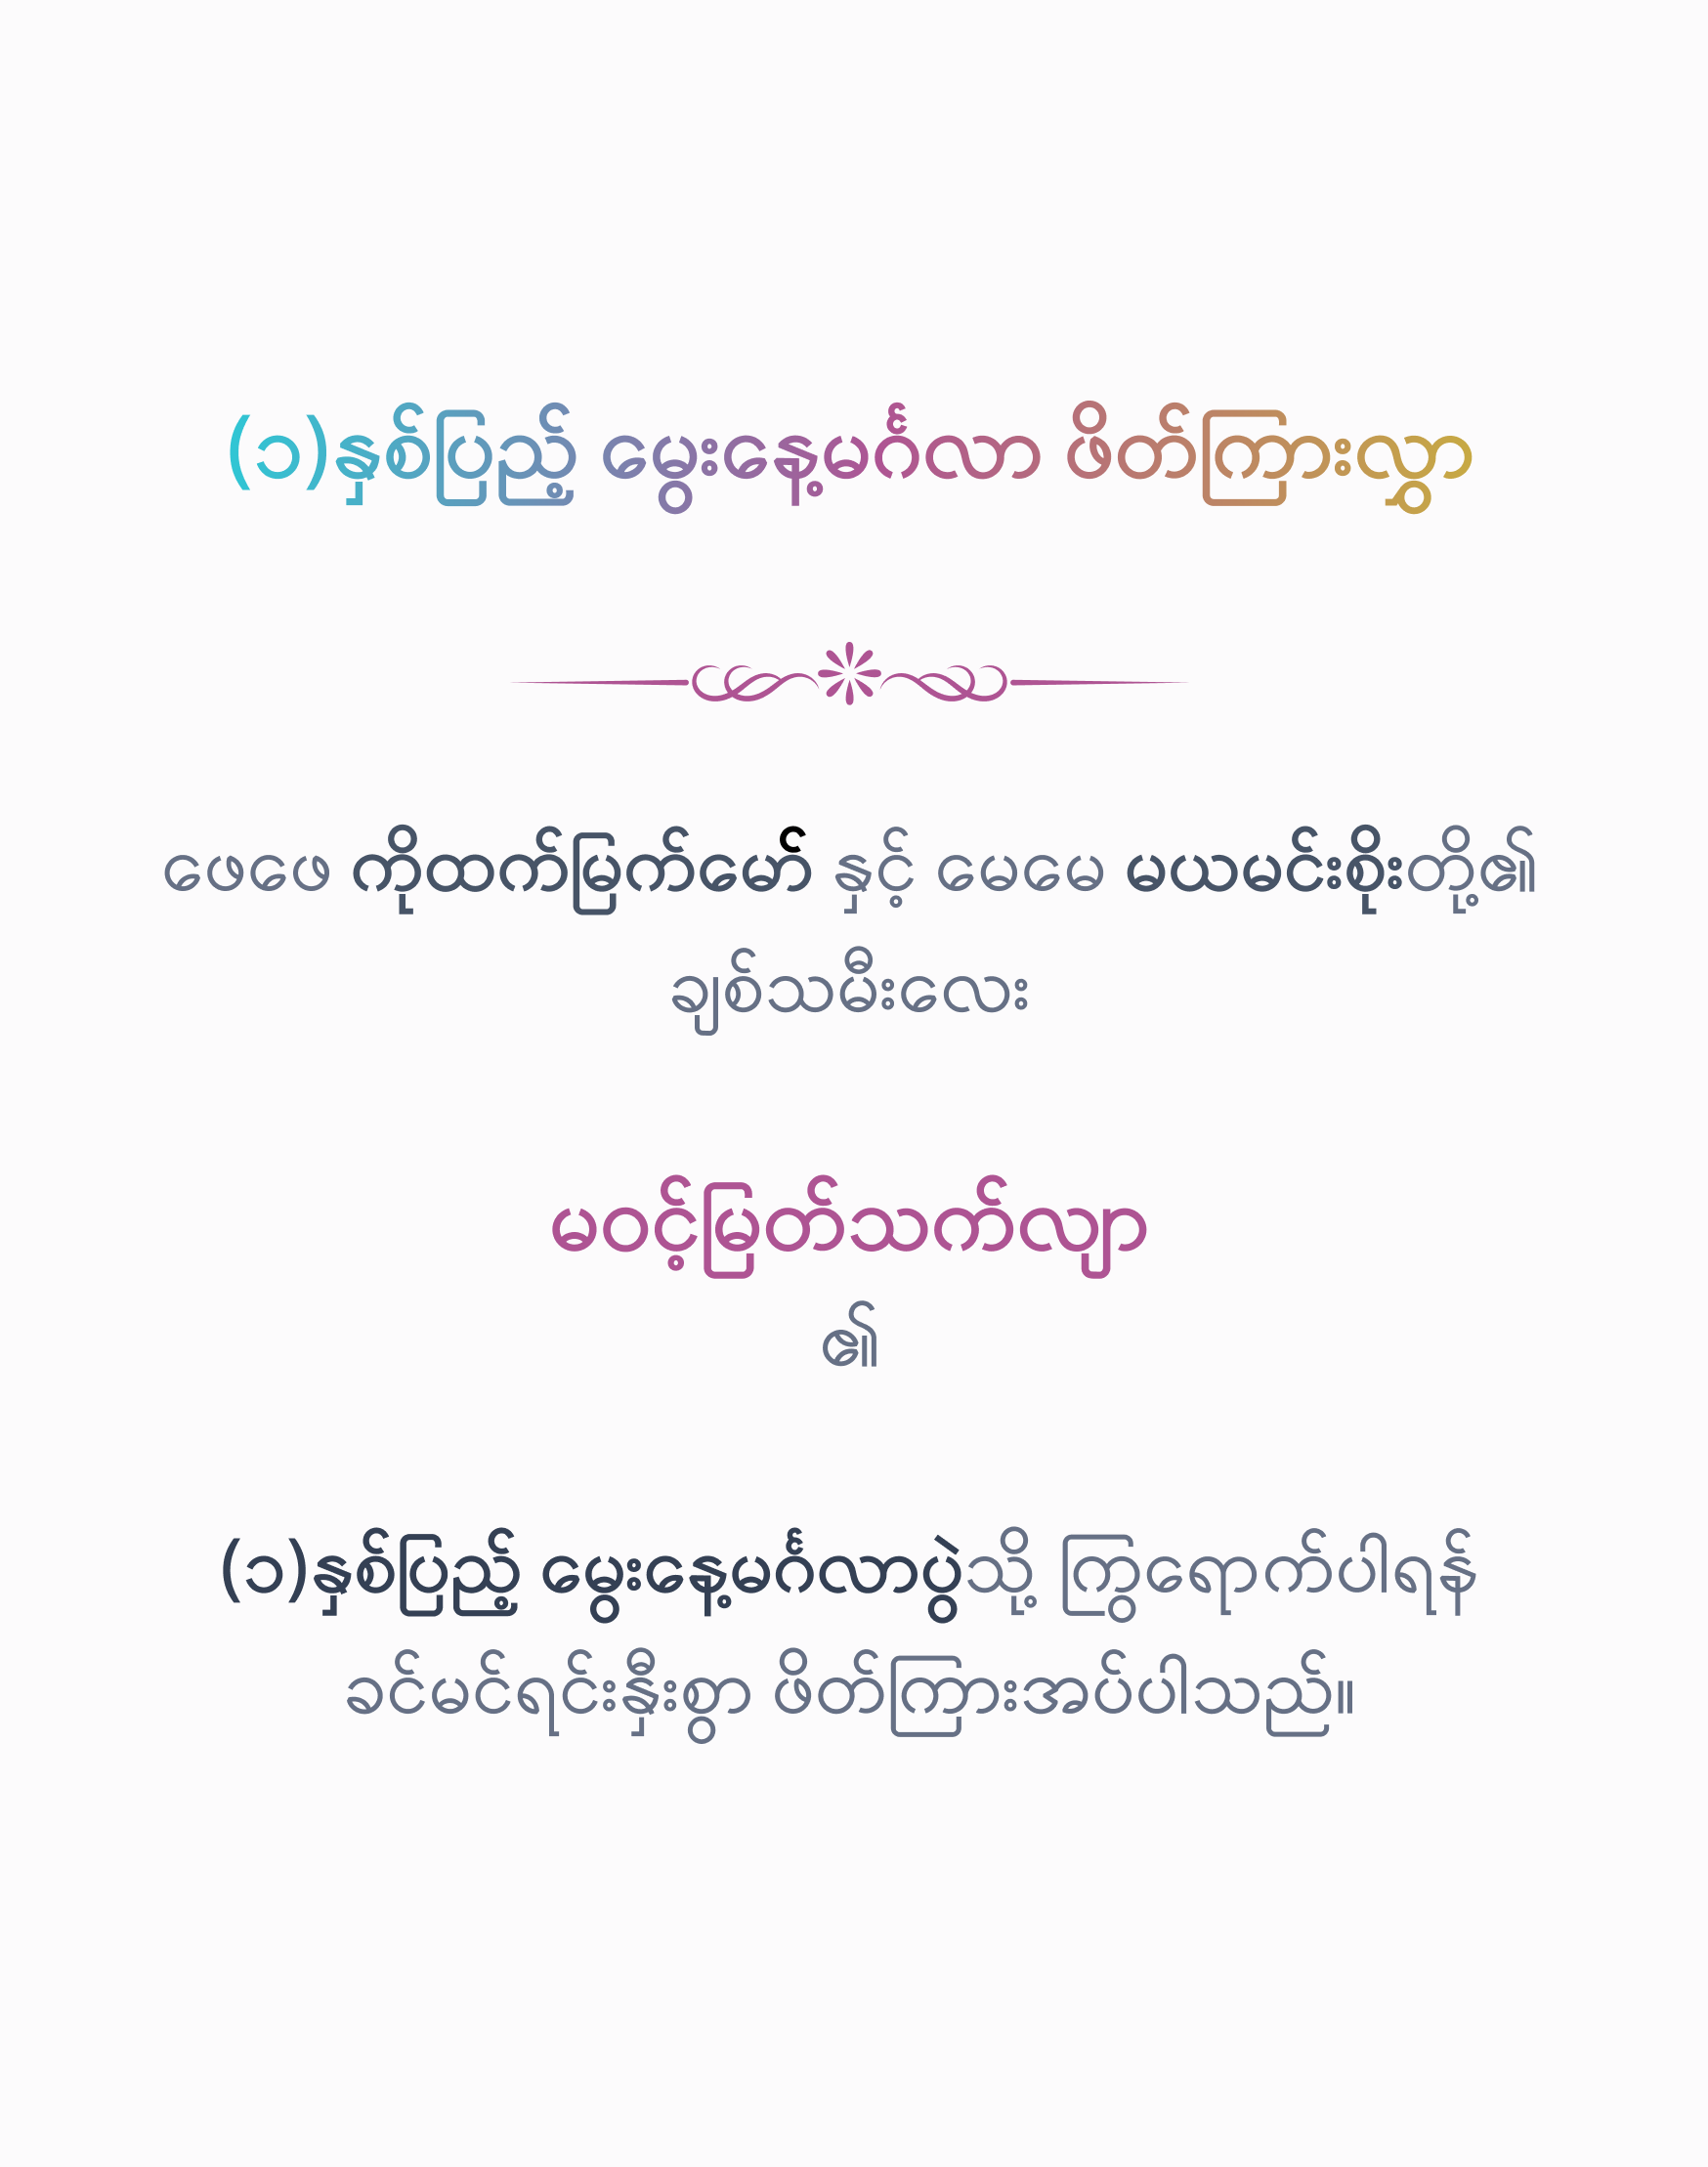 (၁)နှစ်ပြည့် မွေးနေ့မင်္ဂလာ ဖိတ်ကြားလွှာ
ဖေဖေ ကိုထက်မြက်မော် နှင့် မေမေ မယမင်းစိုးတို့၏
ချစ်သမီးလေး
မဝင့်မြတ်သက်လျာ
၏
(၁)နှစ်ပြည့် မွေးနေ့မင်္ဂလာပွဲသို့ ကြွရောက်ပါရန်
ခင်မင်ရင်းနှီးစွာ ဖိတ်ကြားအပ်ပါသည်။